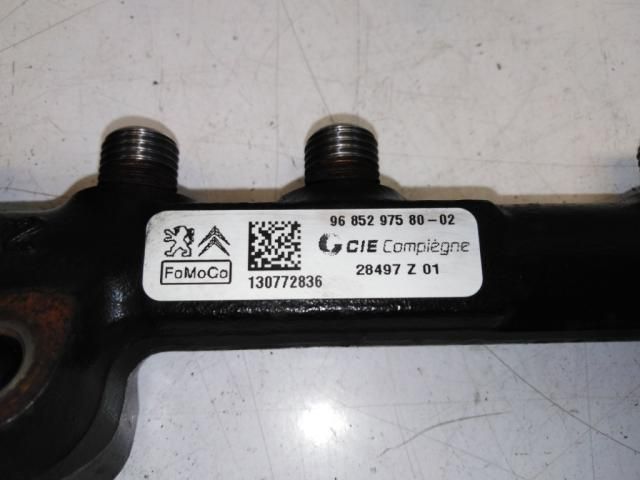 96 852 975 80-02
CIE Compiègne
FoMoCo
130772836
28497 Z 01